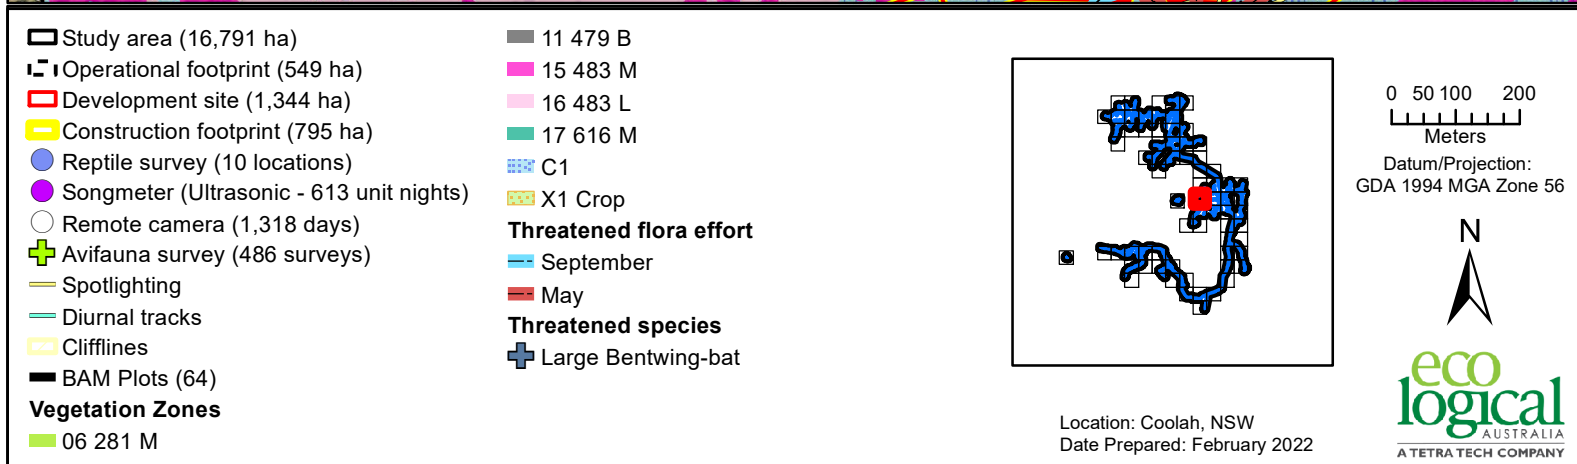 Study area (16,791 ha)
Operational footprint (549 ha)
Development site (1,344 ha)
Construction footprint (795 ha)
Reptile survey (10 locations)
Songmeter (Ultrasonic - 613 unit nights)
Remote camera (1,318 days)
Avifauna survey (486 surveys)
Spotlighting
Diurnal tracks
Clifflines
BAM Plots (64)
Vegetation Zones
06 281 M
11 479 B
15 483 M
16 483 L
17 616 M
C1
X1 Crop
Threatened flora effort
September
May
Threatened species
Large Bentwing-bat
Location: Coolah, NSW
Date Prepared: February 2022
0 50 100 200
Meters
Datum/Projection:
GDA 1994 MGA Zone 56
N
eco
logical
AUSTRALIA
A TETRA TECH COMPANY